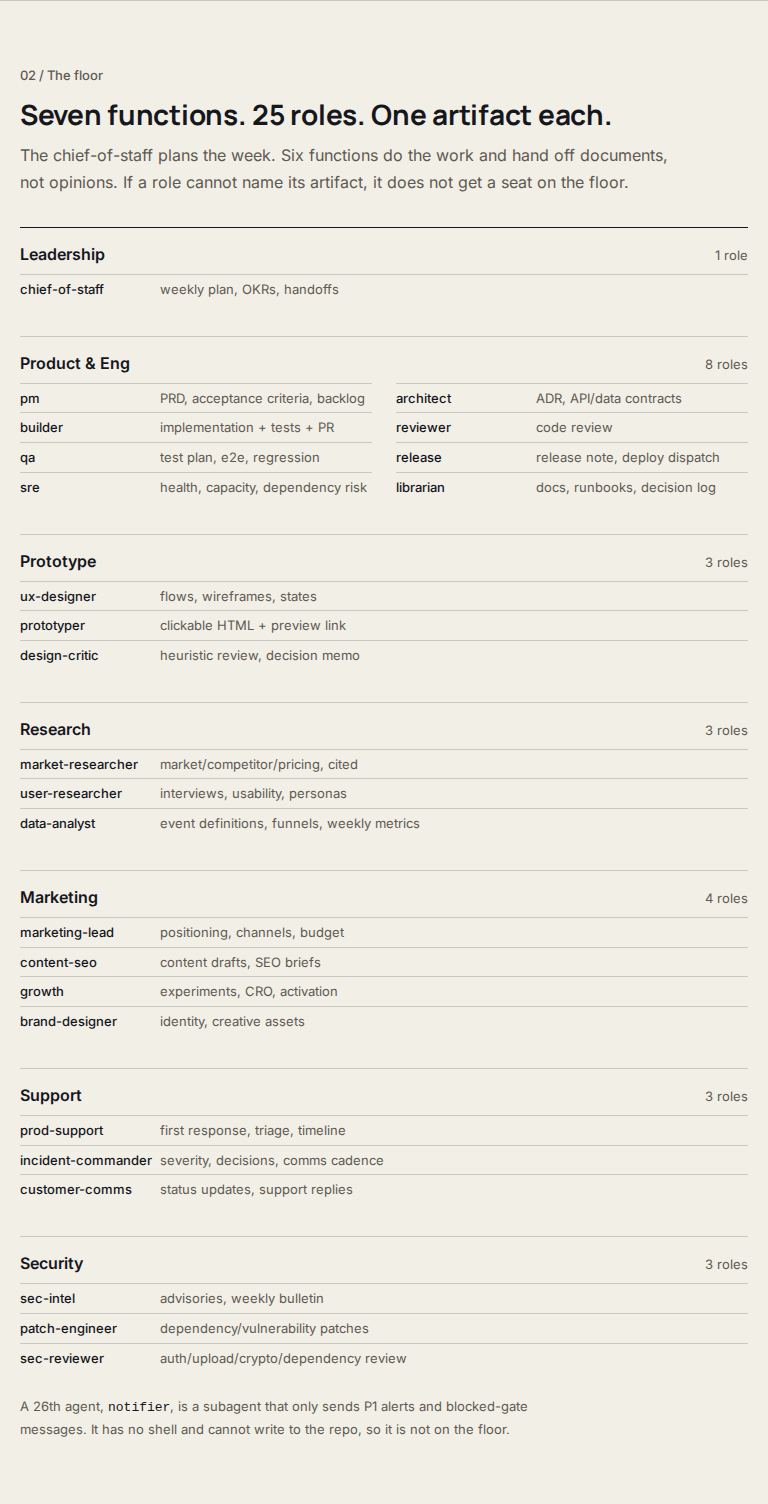 02 / The floor
Seven functions. 25 roles. One artifact each.
The chief-of-staff plans the week. Six functions do the work and hand off documents,
not opinions. If a role cannot name its artifact, it does not get a seat on the floor.
Leadership 1 role
chief-of-staff weekly plan, OKRs, handoffs
Product & Eng 8 roles
pm PRD, acceptance criteria, backlog architect ADR, API/data contracts
builder implementation + tests + PR reviewer code review
qa test plan, e2e, regression release release note, deploy dispatch
sre health, capacity, dependency risk librarian docs, runbooks, decision log
Prototype 3 roles
ux-designer flows, wireframes, states
prototyper clickable HTML + preview link
design-critic heuristic review, decision memo
Research 3 roles
market-researcher market/competitor/pricing, cited
user-researcher interviews, usability, personas
data-analyst event definitions, funnels, weekly metrics
Marketing 4 roles
marketing-lead positioning, channels, budget
content-seo content drafts, SEO briefs
growth experiments, CRO, activation
brand-designer identity, creative assets
Support 3 roles
prod-support first response, triage, timeline
incident-commander severity, decisions, comms cadence
customer-comms status updates, support replies
Security 3 roles
sec-intel advisories, weekly bulletin
patch-engineer dependency/vulnerability patches
sec-reviewer auth/upload/crypto/dependency review
A 26th agent, notifier, is a subagent that only sends P1 alerts and blocked-gate
messages. It has no shell and cannot write to the repo, so it is not on the floor.